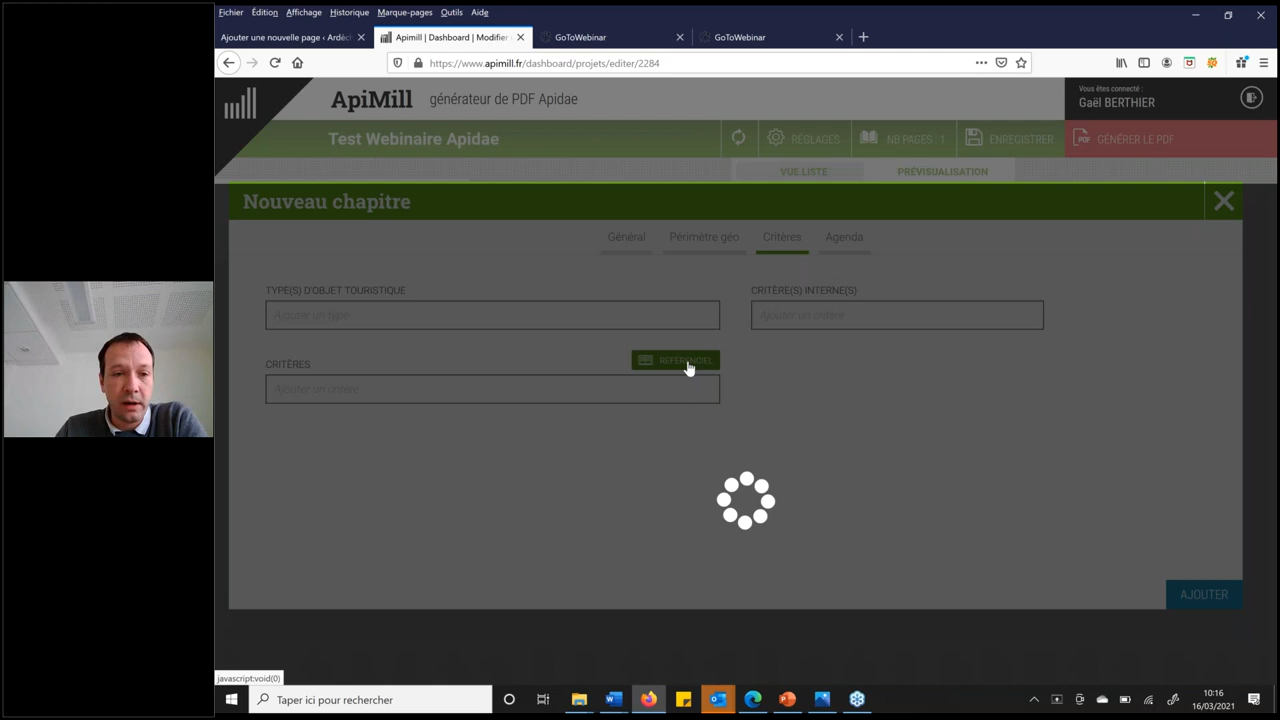 Fichier Édition Affichage Historique Marque-pages Outils Aide
Ajouter une nouvelle page ‹ Ardèch Apimill | Dashboard | Modifier GoToWebinar GoToWebinar
https://www.apimill.fr/dashboard/projets/editer/2284
ApiMill générateur de PDF Apidae
Vous êtes connecté :
Gaël BERTHIER
Test Webinaire Apidae RÉGLAGES NB PAGES : 1 ENREGISTRER PDF GÉNÉRER LE PDF
VUE LISTE PRÉVISUALISATION
Nouveau chapitre
Général Périmètre géo Critères Agenda
TYPE(S) D'OBJET TOURISTIQUE CRITÈRE(S) INTERNE(S)
Ajouter un type Ajouter un critère
CRITÈRES RÉFÉRENCIEL
Ajouter un critère
AJOUTER
javascript:void(0)
Taper ici pour rechercher
10:16
16/03/2021